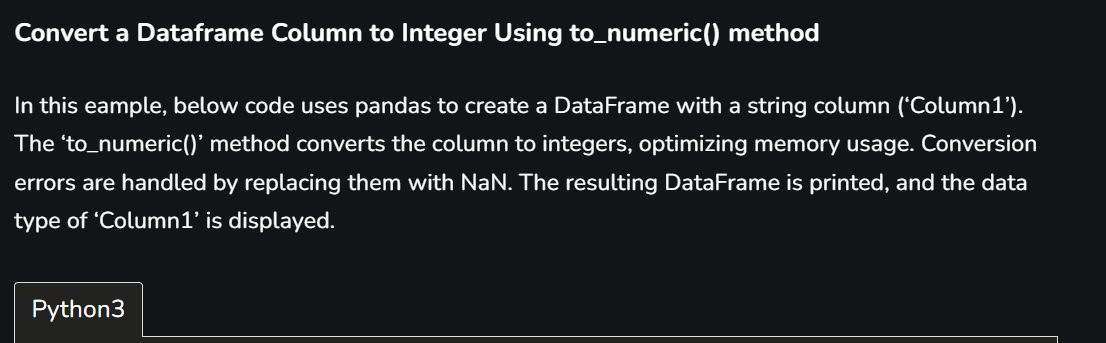 Convert a Dataframe Column to Integer Using to_numeric() method
In this eample, below code uses pandas to create a DataFrame with a string column (‘Column1’).
The ‘to_numeric()’ method converts the column to integers, optimizing memory usage. Conversion
errors are handled by replacing them with NaN. The resulting DataFrame is printed, and the data
type of ‘Column1’ is displayed.
Python3